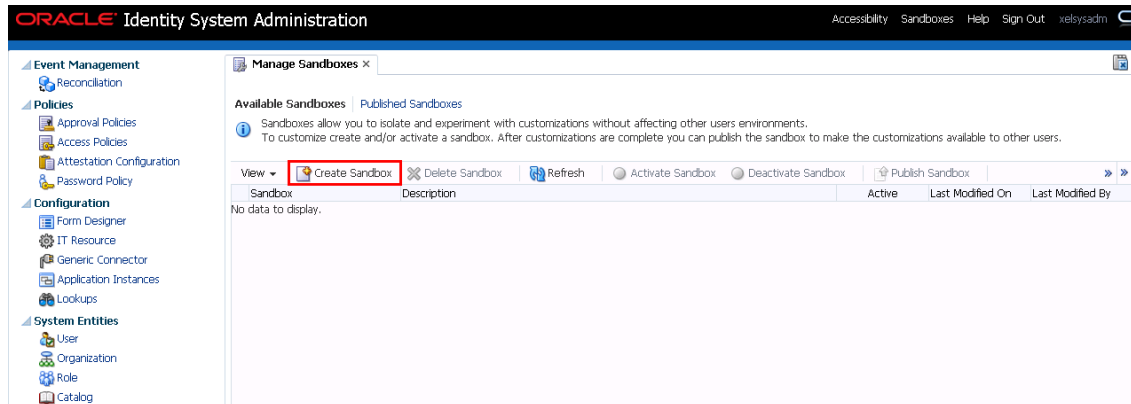 ORACLE Identity System Administration
Accessibility Sandboxes Help Sign Out xelsysadm
Event Management
Reconciliation
Policies
Approval Policies
Access Policies
Attestation Configuration
Password Policy
Configuration
Form Designer
IT Resource
Generic Connector
Application Instances
Lookups
System Entities
User
Organization
Role
Catalog
Manage Sandboxes ×
Available Sandboxes Published Sandboxes
Sandboxes allow you to isolate and experiment with customizations without affecting other users environments.
To customize create and/or activate a sandbox. After customizations are complete you can publish the sandbox to make the customizations available to other users.
View Create Sandbox Delete Sandbox Refresh Activate Sandbox Deactivate Sandbox Publish Sandbox » »
Sandbox Description Active Last Modified On Last Modified By
No data to display.